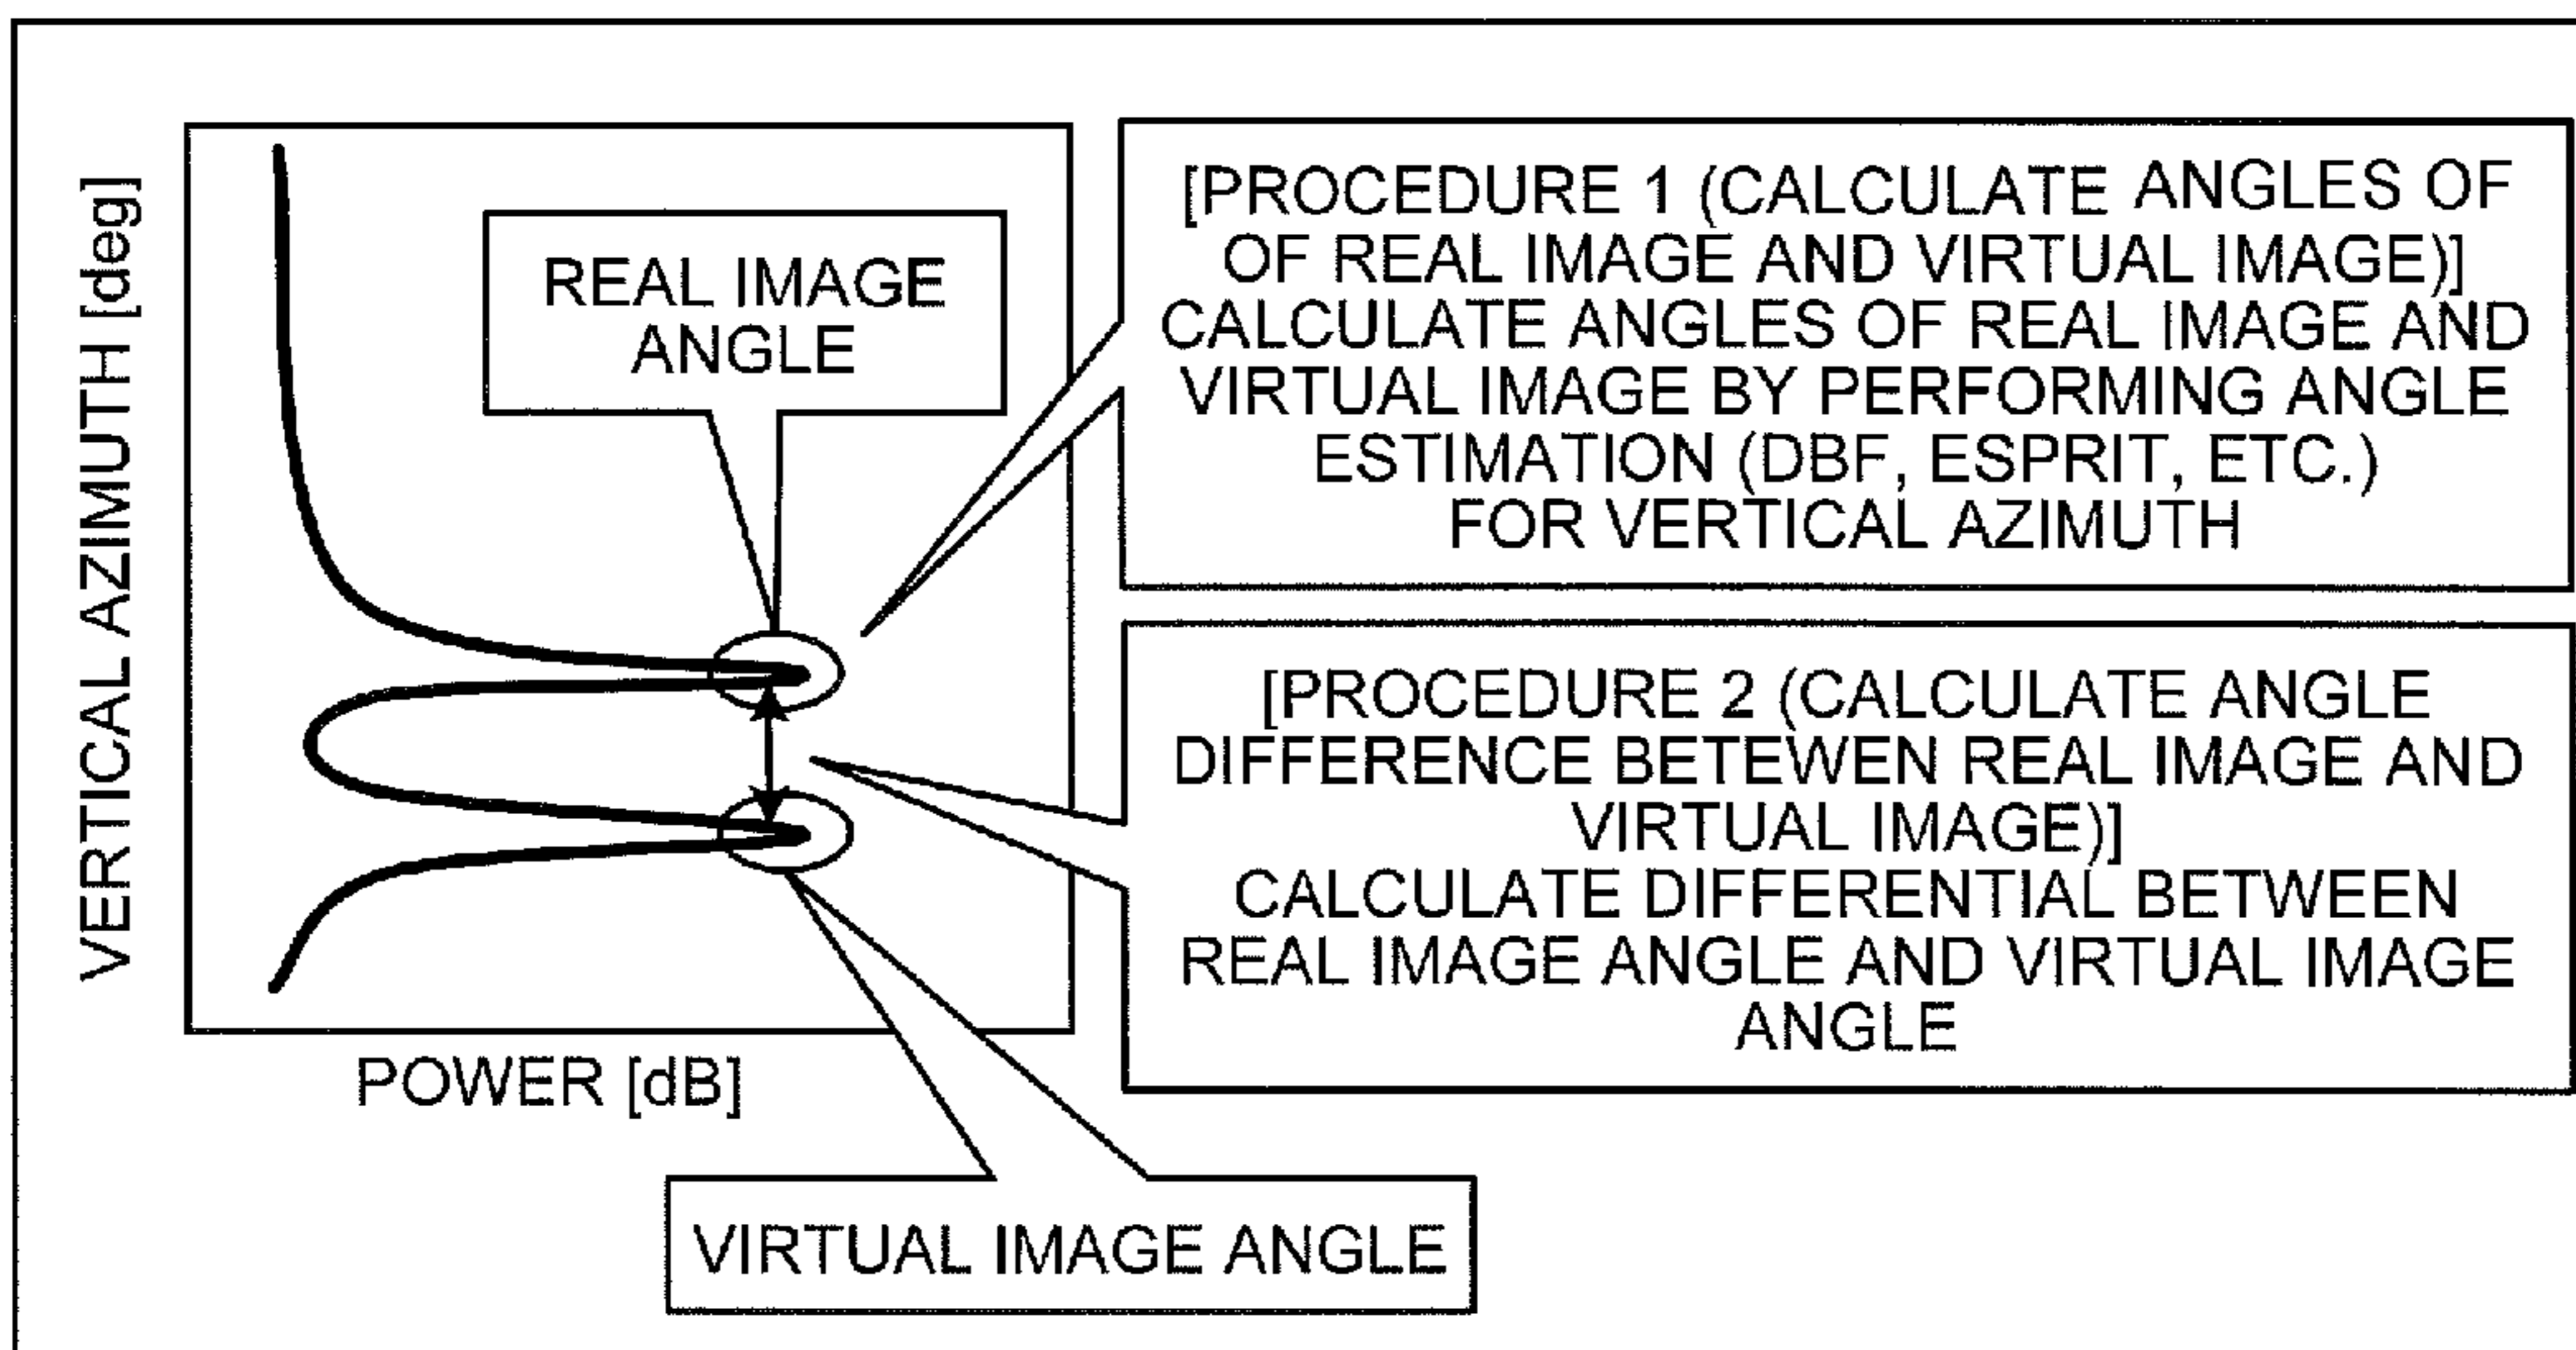 VERTICAL AZIMUTH [deg]
REAL IMAGE
ANGLE
POWER [dB]
[PROCEDURE 1 (CALCULATE ANGLES OF
OF REAL IMAGE AND VIRTUAL IMAGE)]
CALCULATE ANGLES OF REAL IMAGE AND
VIRTUAL IMAGE BY PERFORMING ANGLE
ESTIMATION (DBF, ESPRIT, ETC.)
FOR VERTICAL AZIMUTH
[PROCEDURE 2 (CALCULATE ANGLE
DIFFERENCE BETEWEN REAL IMAGE AND
VIRTUAL IMAGE)]
CALCULATE DIFFERENTIAL BETWEEN
REAL IMAGE ANGLE AND VIRTUAL IMAGE
ANGLE
VIRTUAL IMAGE ANGLE